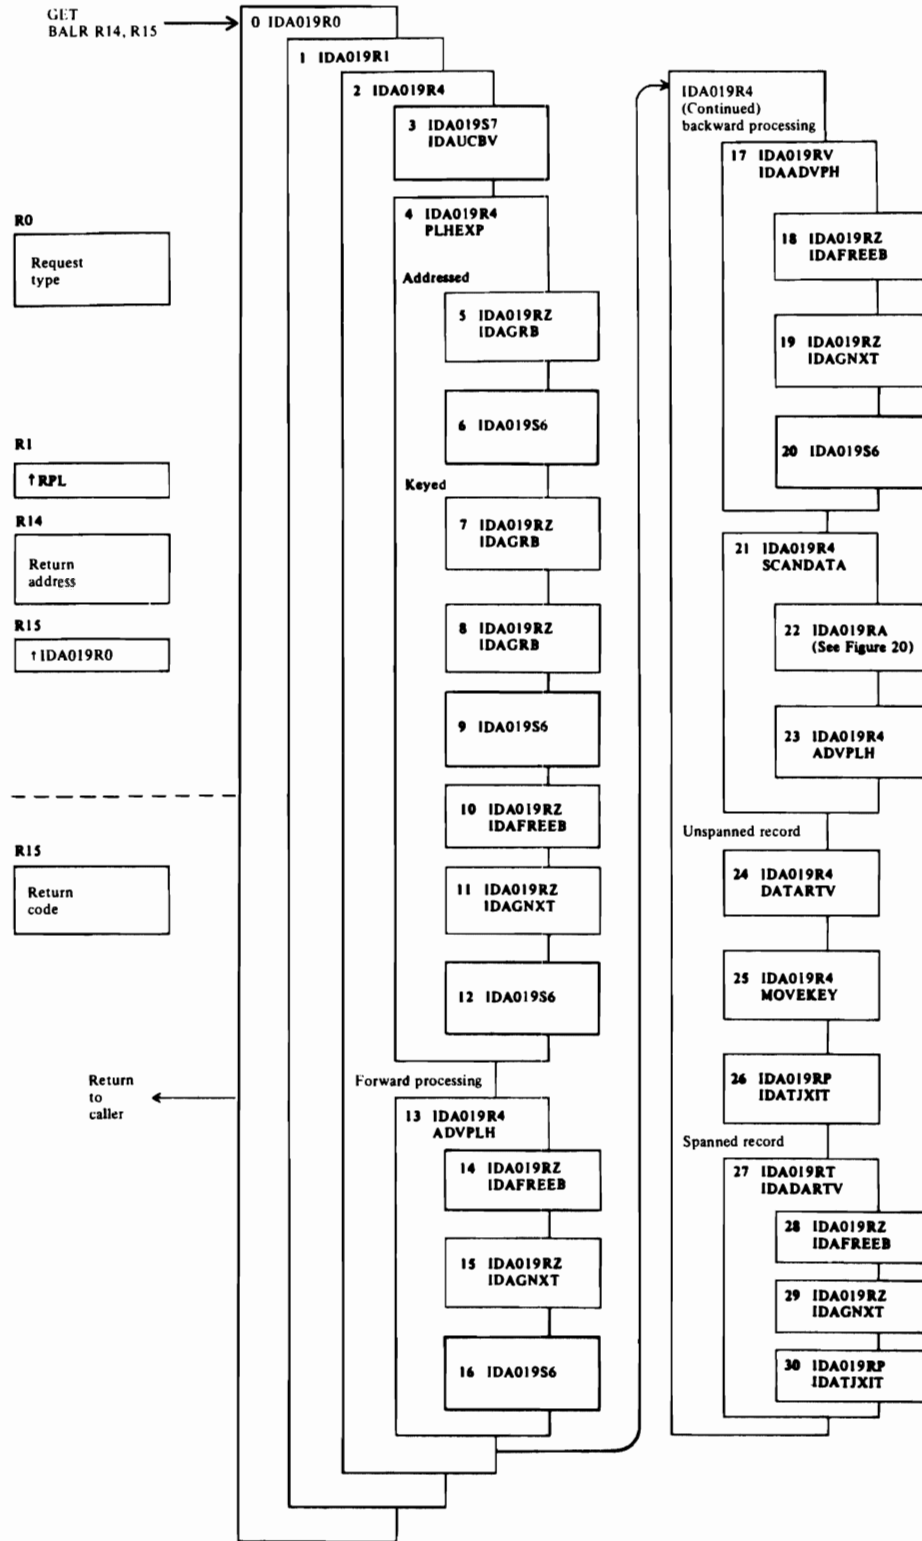 GET
BALR R14, R15
R0
Request
type
R1
↑RPL
R14
Return
address
R15
↑IDA019R0
R15
Return
code
Return
to
caller
0 IDA019R0
1 IDA019R1
2 IDA019R4
3 IDA019S7
IDAUCBV
4 IDA019R4
PLHEXP
Addressed
5 IDA019RZ
IDAGRB
6 IDA019S6
Keyed
7 IDA019RZ
IDAGRB
8 IDA019RZ
IDAGRB
9 IDA019S6
10 IDA019RZ
IDAFREEB
11 IDA019RZ
IDAGNXT
12 IDA019S6
Forward processing
13 IDA019R4
ADVPLH
14 IDA019RZ
IDAFREEB
15 IDA019RZ
IDAGNXT
16 IDA019S6
IDA019R4
(Continued)
backward processing
17 IDA019RV
IDAADVPH
18 IDA019RZ
IDAFREEB
19 IDA019RZ
IDAGNXT
20 IDA019S6
21 IDA019R4
SCANDATA
22 IDA019RA
(See Figure 20)
23 IDA019R4
ADVPLH
Unspanned record
24 IDA019R4
DATARTV
25 IDA019R4
MOVEKEY
26 IDA019RP
IDATJXIT
Spanned record
27 IDA019RT
IDADARTV
28 IDA019RZ
IDAFREEB
29 IDA019RZ
IDAGNXT
30 IDA019RP
IDATJXIT